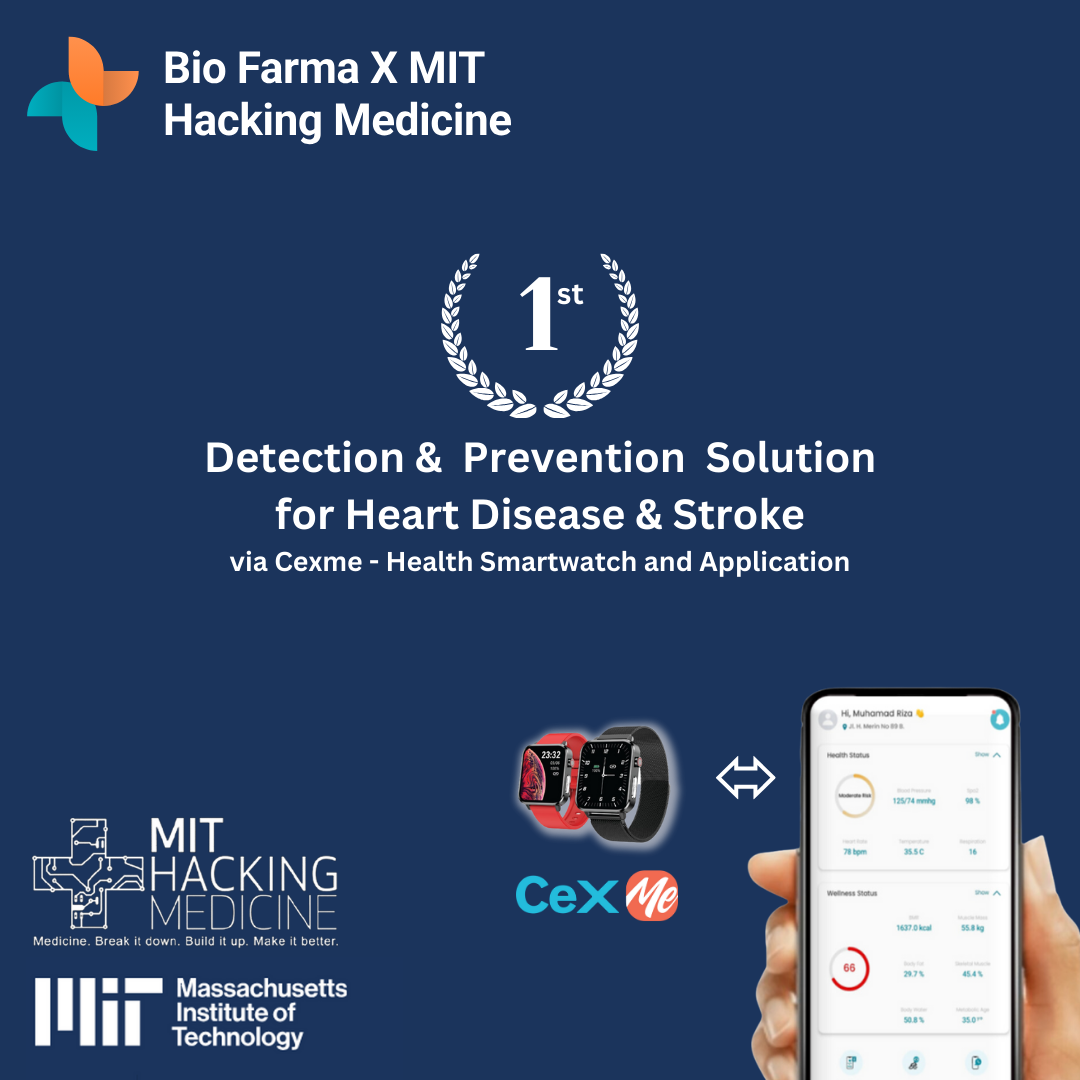 Bio Farma X MIT
Hacking Medicine
1st
Detection & Prevention Solution
for Heart Disease & Stroke
via Cexme - Health Smartwatch and Application
MIT
HACKING
MEDICINE
Medicine. Break it down. Build it up. Make it better.
MIT
Massachusetts
Institute of
Technology
23:32
CeX Me
Hi, Muhamad Riza 👋
Jl. H. Merin No 89 B.
Health Status Show
Moderate Risk
Blood Pressure SpO2
125/74 mmhg 98 %
Heart Rate Temperature Respiration
78 bpm 35.5 C 16
Wellness Status Show
BMR Muscle Mass
1637.0 kcal 55.8 kg
66
Body Fat Skeletal Muscle
29.7 % 45.4 %
Body Water Metabolic Age
50.8 % 35.0